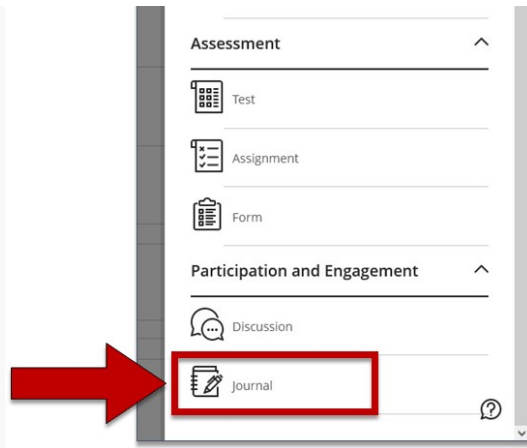 Assessment
Test
Assignment
Form
Participation and Engagement
Discussion
Journal
?